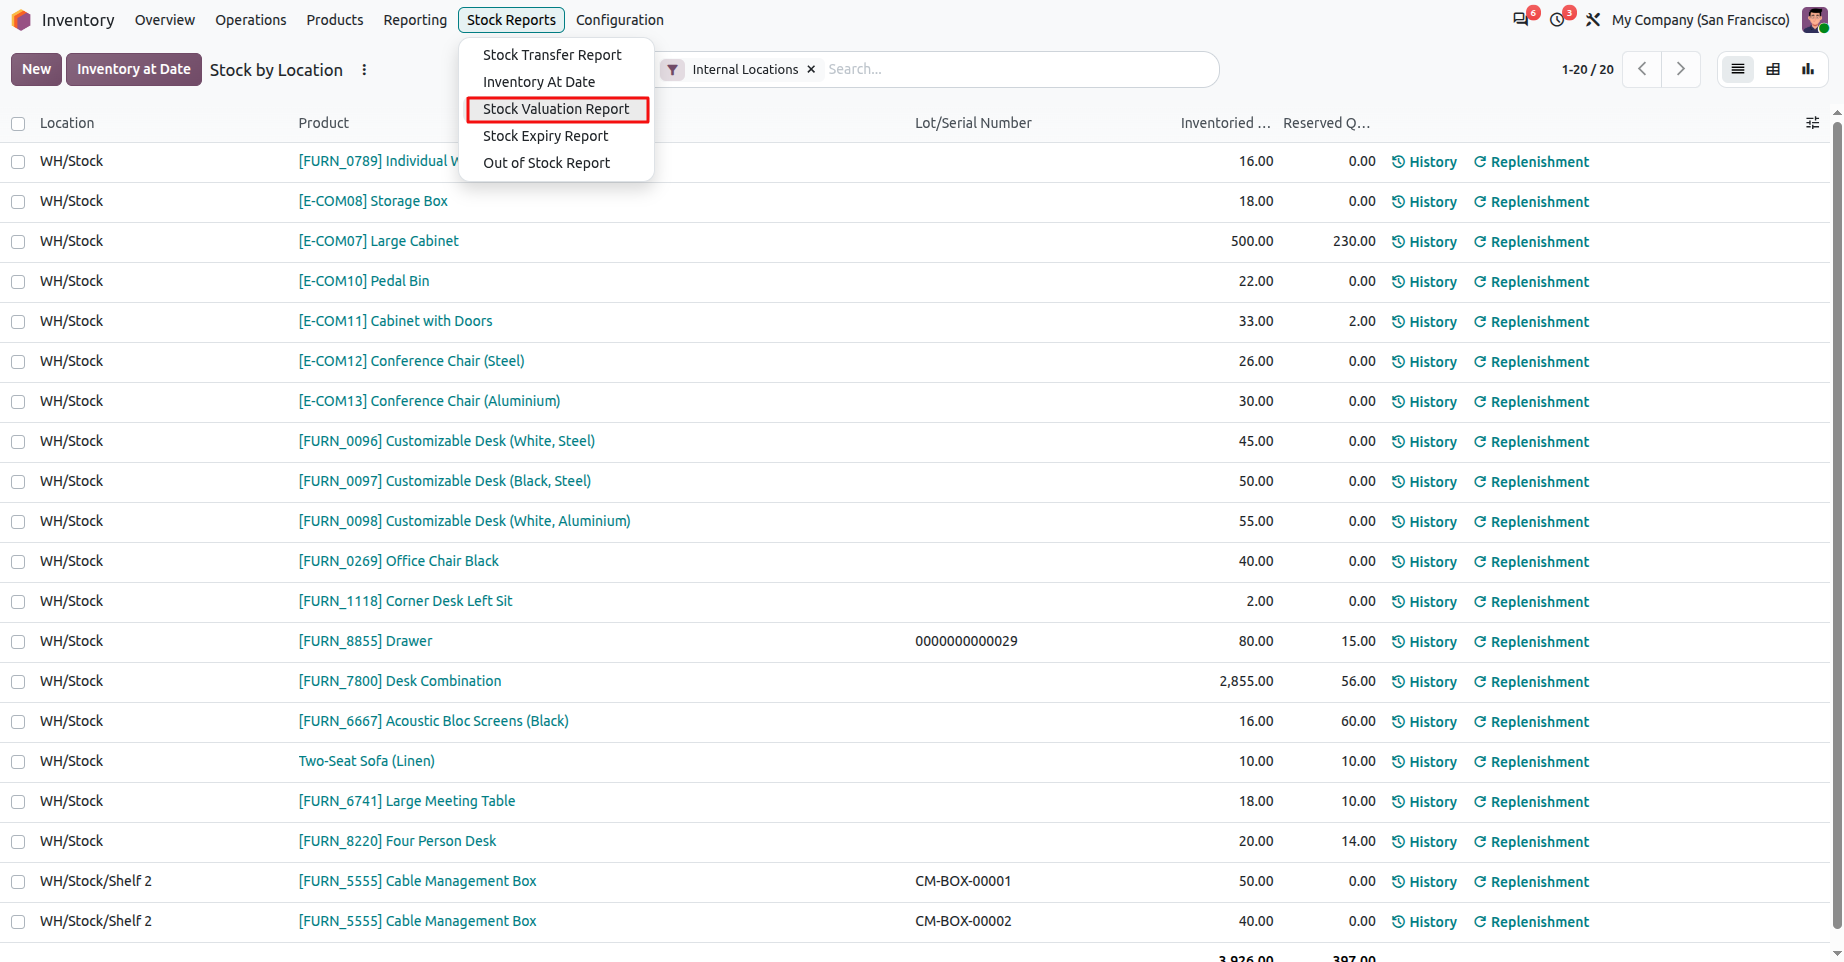 Inventory Overview Operations Products Reporting Stock Reports Configuration 6 3 My Company (San Francisco)
Stock Transfer Report
Inventory At Date
Stock Valuation Report
Stock Expiry Report
Out of Stock Report
New Inventory at Date Stock by Location Internal Locations × Search... 1-20 / 20
Location Product Lot/Serial Number Inventoried ... Reserved Q...
WH/Stock [FURN_0789] Individual W 16.00 0.00 History Replenishment
WH/Stock [E-COM08] Storage Box 18.00 0.00 History Replenishment
WH/Stock [E-COM07] Large Cabinet 500.00 230.00 History Replenishment
WH/Stock [E-COM10] Pedal Bin 22.00 0.00 History Replenishment
WH/Stock [E-COM11] Cabinet with Doors 33.00 2.00 History Replenishment
WH/Stock [E-COM12] Conference Chair (Steel) 26.00 0.00 History Replenishment
WH/Stock [E-COM13] Conference Chair (Aluminium) 30.00 0.00 History Replenishment
WH/Stock [FURN_0096] Customizable Desk (White, Steel) 45.00 0.00 History Replenishment
WH/Stock [FURN_0097] Customizable Desk (Black, Steel) 50.00 0.00 History Replenishment
WH/Stock [FURN_0098] Customizable Desk (White, Aluminium) 55.00 0.00 History Replenishment
WH/Stock [FURN_0269] Office Chair Black 40.00 0.00 History Replenishment
WH/Stock [FURN_1118] Corner Desk Left Sit 2.00 0.00 History Replenishment
WH/Stock [FURN_8855] Drawer 0000000000029 80.00 15.00 History Replenishment
WH/Stock [FURN_7800] Desk Combination 2,855.00 56.00 History Replenishment
WH/Stock [FURN_6667] Acoustic Bloc Screens (Black) 16.00 60.00 History Replenishment
WH/Stock Two-Seat Sofa (Linen) 10.00 10.00 History Replenishment
WH/Stock [FURN_6741] Large Meeting Table 18.00 10.00 History Replenishment
WH/Stock [FURN_8220] Four Person Desk 20.00 14.00 History Replenishment
WH/Stock/Shelf 2 [FURN_5555] Cable Management Box CM-BOX-00001 50.00 0.00 History Replenishment
WH/Stock/Shelf 2 [FURN_5555] Cable Management Box CM-BOX-00002 40.00 0.00 History Replenishment
3,926.00 397.00